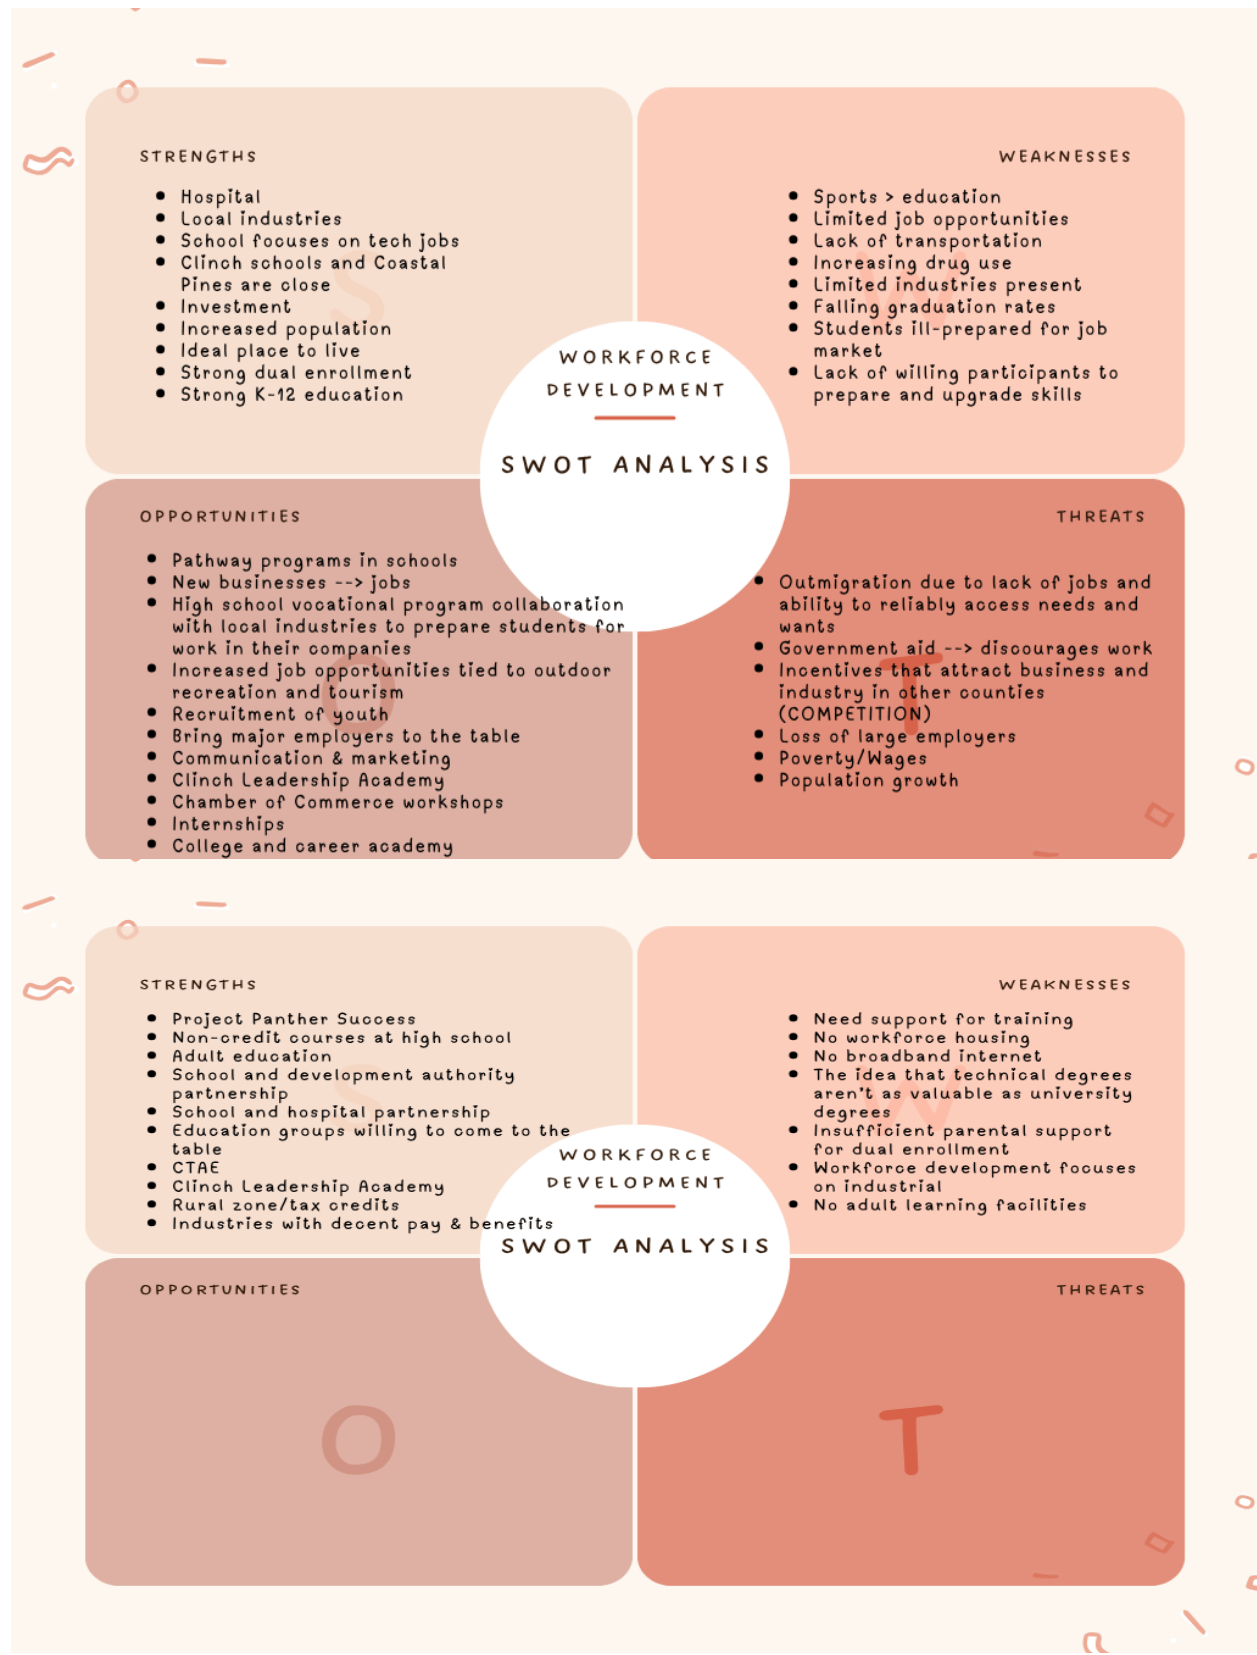 STRENGTHS
• Hospital
• Local industries
• School focuses on tech jobs
• Clinch schools and Coastal
Pines are close
• Investment
• Increased population
• Ideal place to live
• Strong dual enrollment
• Strong K-12 education
S
WEAKNESSES
• Sports > education
• Limited job opportunities
• Lack of transportation
• Increasing drug use
• Limited industries present
• Falling graduation rates
• Students ill-prepared for job
market
• Lack of willing participants to
prepare and upgrade skills
W
WORKFORCE
DEVELOPMENT
SWOT ANALYSIS
OPPORTUNITIES
• Pathway programs in schools
• New businesses --> jobs
• High school vocational program collaboration
with local industries to prepare students for
work in their companies
• Increased job opportunities tied to outdoor
recreation and tourism
• Recruitment of youth
• Bring major employers to the table
• Communication & marketing
• Clinch Leadership Academy
• Chamber of Commerce workshops
• Internships
• College and career academy
O
THREATS
• Outmigration due to lack of jobs and
ability to reliably access needs and
wants
• Government aid --> discourages work
• Incentives that attract business and
industry in other counties
(COMPETITION)
• Loss of large employers
• Poverty/Wages
• Population growth
T
STRENGTHS
• Project Panther Success
• Non-credit courses at high school
• Adult education
• School and development authority
partnership
• School and hospital partnership
• Education groups willing to come to the
table
• CTAE
• Clinch Leadership Academy
• Rural zone/tax credits
• Industries with decent pay & benefits
S
WEAKNESSES
• Need support for training
• No workforce housing
• No broadband internet
• The idea that technical degrees
aren't as valuable as university
degrees
• Insufficient parental support
for dual enrollment
• Workforce development focuses
on industrial
• No adult learning facilities
W
WORKFORCE
DEVELOPMENT
SWOT ANALYSIS
OPPORTUNITIES
O
THREATS
T